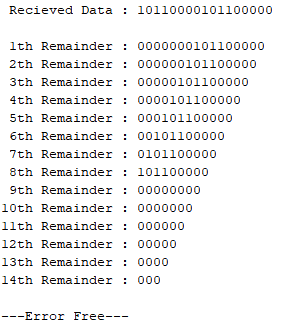 Recieved Data : 10110000101100000
1th Remainder : 0000000101100000
2th Remainder : 000000101100000
3th Remainder : 00000101100000
4th Remainder : 0000101100000
5th Remainder : 000101100000
6th Remainder : 00101100000
7th Remainder : 0101100000
8th Remainder : 101100000
9th Remainder : 00000000
10th Remainder : 0000000
11th Remainder : 000000
12th Remainder : 00000
13th Remainder : 0000
14th Remainder : 000
---Error Free---